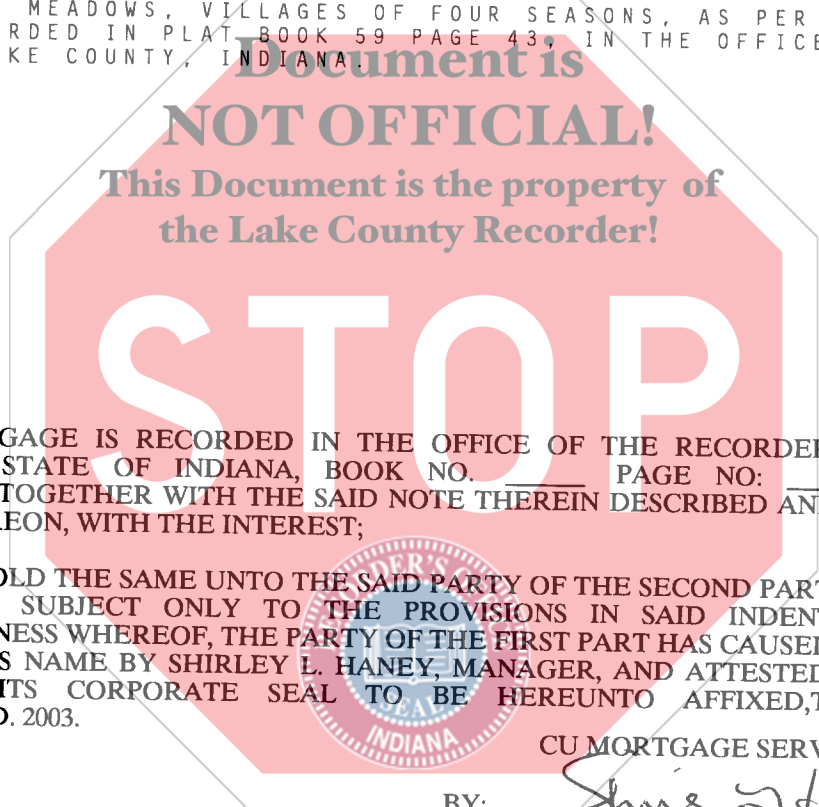 MEADOWS, VILLAGES OF FOUR SEASONS, AS PER
RDED IN PLAT BOOK 59 PAGE 43, IN THE OFFICE
KE COUNTY, INDIANA.
Document is
NOT OFFICIAL!
This Document is the property of
the Lake County Recorder!
STOP
GAGE IS RECORDED IN THE OFFICE OF THE RECORDER
STATE OF INDIANA, BOOK NO. ______ PAGE NO: __
TOGETHER WITH THE SAID NOTE THEREIN DESCRIBED AN
EON, WITH THE INTEREST;
OLD THE SAME UNTO THE SAID PARTY OF THE SECOND PART
SUBJECT ONLY TO THE PROVISIONS IN SAID INDENT
NESS WHEREOF, THE PARTY OF THE FIRST PART HAS CAUSED
S NAME BY SHIRLEY L. HANEY, MANAGER, AND ATTESTED
ITS CORPORATE SEAL TO BE HEREUNTO AFFIXED,T
D. 2003.
SEAL
INDIANA
CU MORTGAGE SERV
BY: